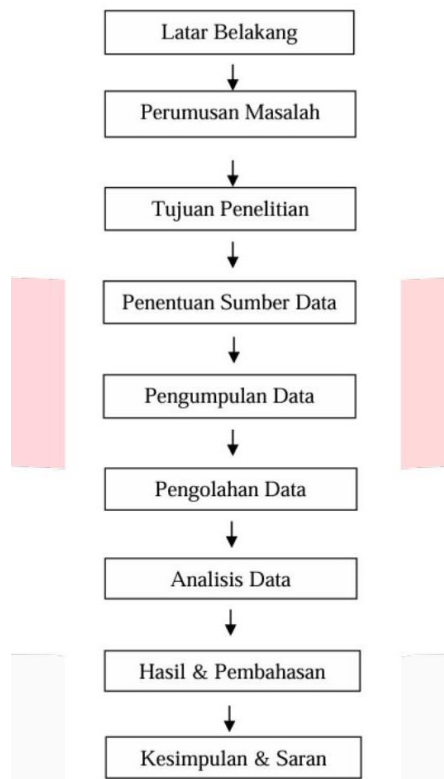 Latar Belakang
Perumusan Masalah
Tujuan Penelitian
Penentuan Sumber Data
Pengumpulan Data
Pengolahan Data
Analisis Data
Hasil & Pembahasan
Kesimpulan & Saran